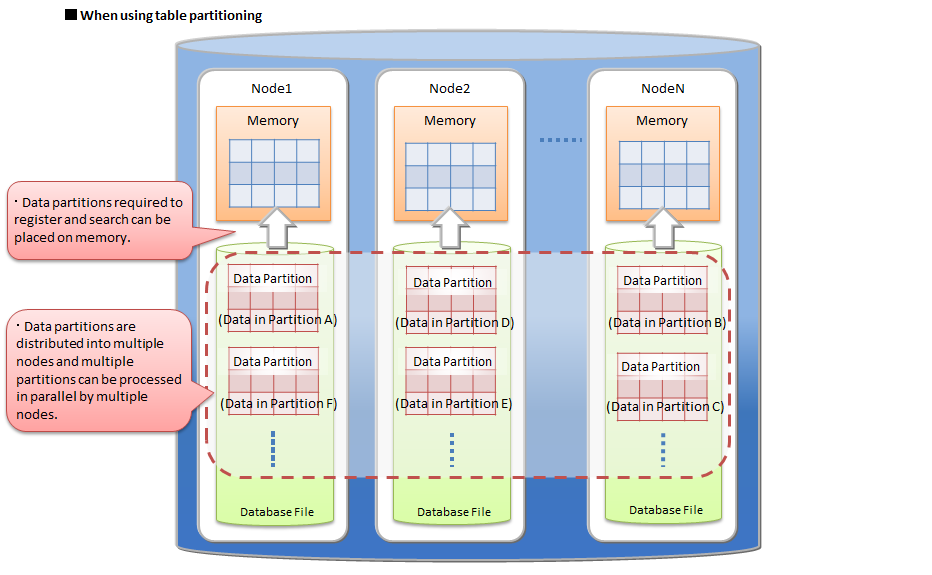 ■ When using table partitioning
Node1
Node2
NodeN
Memory
Memory
Memory
・Data partitions required to
register and search can be
placed on memory.
Data Partition
(Data in Partition A)
Data Partition
(Data in Partition D)
Data Partition
(Data in Partition B)
・Data partitions are
distributed into multiple
nodes and multiple
partitions can be processed
in parallel by multiple
nodes.
Data Partition
(Data in Partition F)
Data Partition
(Data in Partition E)
Data Partition
(Data in Partition C)
Database File
Database File
Database File